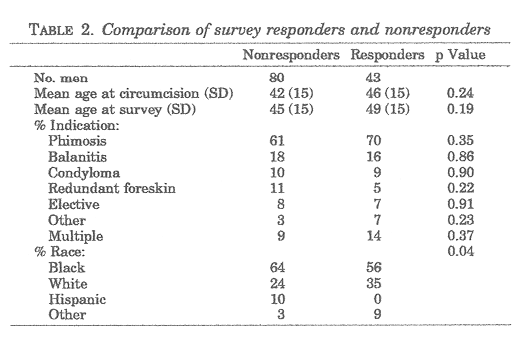 TABLE 2. Comparison of survey responders and nonresponders
Nonresponders Responders p Value
No. men 80 43
Mean age at circumcision (SD) 42 (15) 46 (15) 0.24
Mean age at survey (SD) 45 (15) 49 (15) 0.19
% Indication:
Phimosis 61 70 0.35
Balanitis 18 16 0.86
Condyloma 10 9 0.90
Redundant foreskin 11 5 0.22
Elective 8 7 0.91
Other 3 7 0.23
Multiple 9 14 0.37
% Race: 0.04
Black 64 56
White 24 35
Hispanic 10 0
Other 3 9